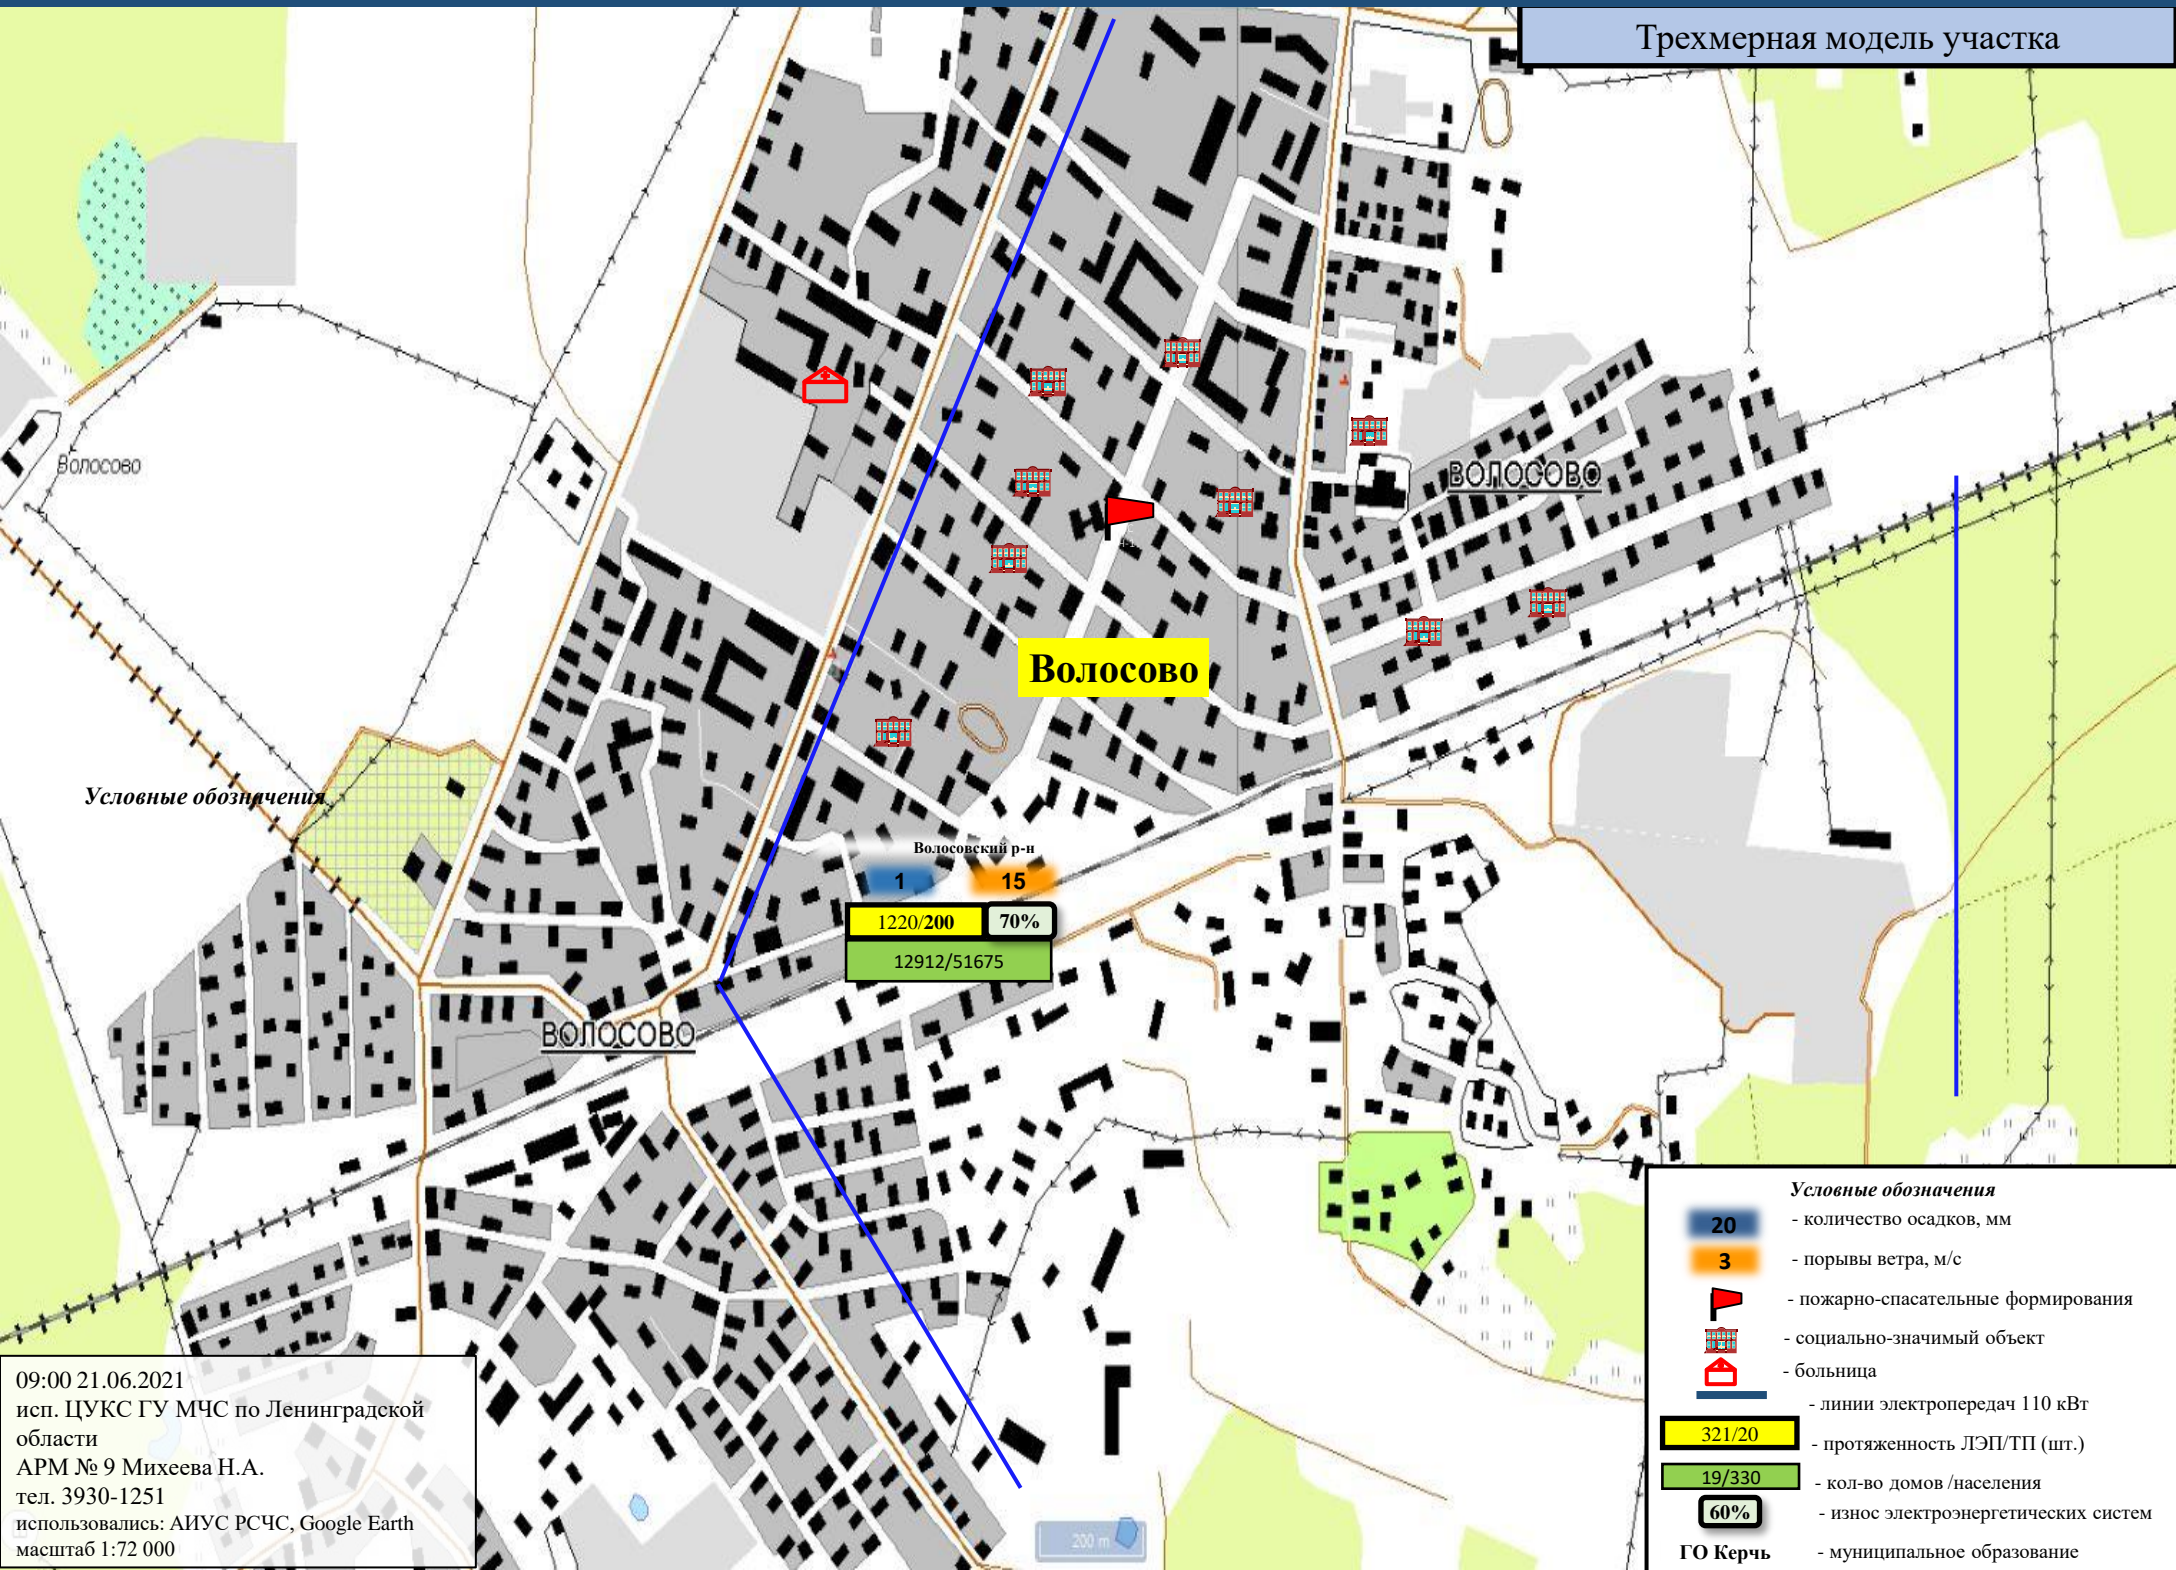 Трехмерная модель участка
Волосово
ВОЛОСОВО
Волосово
Условные обозначения
Волосовский р-н
1
15
1220/200
70%
12912/51675
ВОЛОСОВО
Условные обозначения
20 - количество осадков, мм
3 - порывы ветра, м/с
- пожарно-спасательные формирования
- социально-значимый объект
- больница
- линии электропередач 110 кВт
321/20 - протяженность ЛЭП/ТП (шт.)
19/330 - кол-во домов /населения
60% - износ электроэнергетических систем
ГО Керчь - муниципальное образование
09:00 21.06.2021
исп. ЦУКС ГУ МЧС по Ленинградской
области
АРМ № 9 Михеева Н.А.
тел. 3930-1251
использовались: АИУС РСЧС, Google Earth
масштаб 1:72 000
200 m